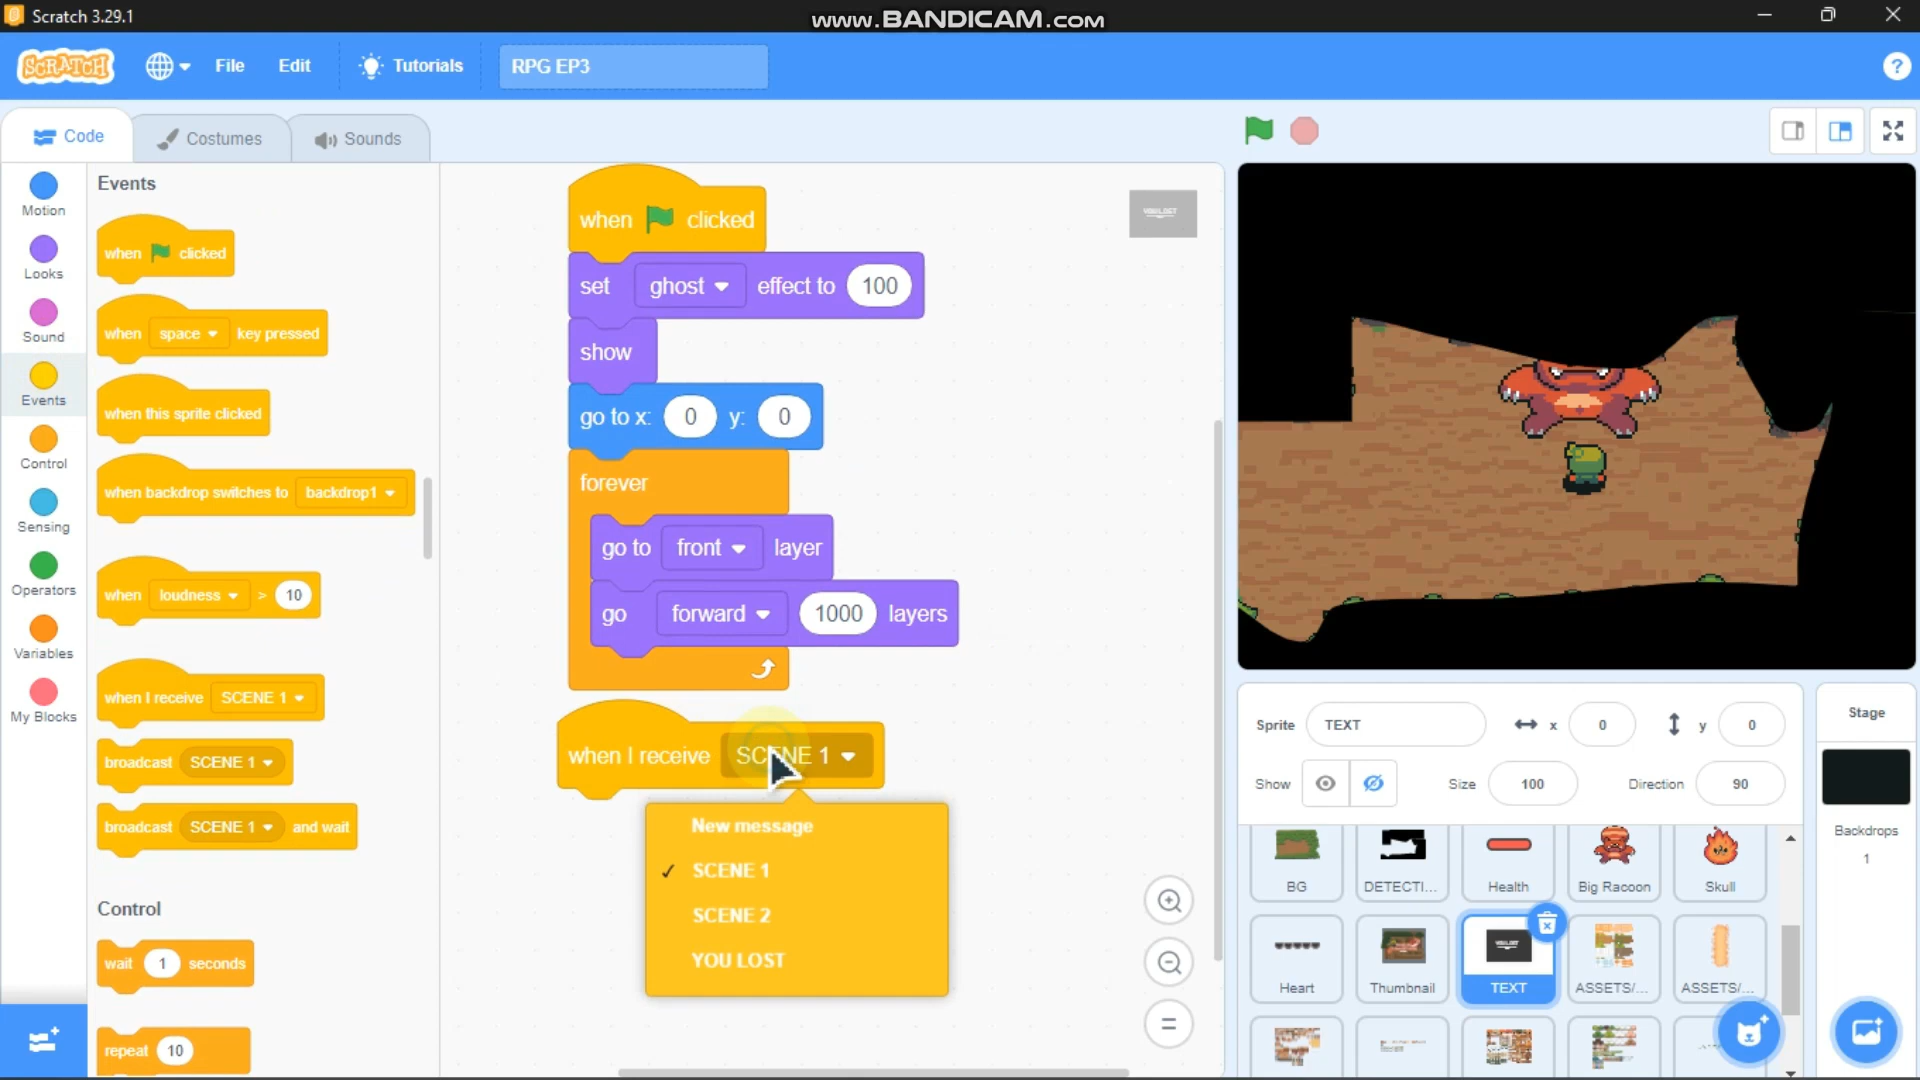 Scratch 3.29.1
www.BANDICAM.com
SCRATCH
File
Edit
Tutorials
RPG EP3
?
Code
Costumes
Sounds
Motion
Looks
Sound
Events
Control
Sensing
Operators
Variables
My Blocks
Events
when clicked
when space key pressed
when this sprite clicked
when backdrop switches to backdrop1
when loudness > 10
when I receive SCENE 1
broadcast SCENE 1
broadcast SCENE 1 and wait
Control
wait 1 seconds
repeat 10
when clicked
set ghost effect to 100
show
go to x: 0 y: 0
forever
go to front layer
go forward 1000 layers
when I receive SCENE 1
New message
✓ SCENE 1
SCENE 2
YOU LOST
YOU LOST
Sprite TEXT x 0 y 0
Show Size 100 Direction 90
BG
DETECTI...
Health
Big Racoon
Skull
Heart
Thumbnail
YOU LOST
TEXT
ASSETS/...
ASSETS/...
Stage
Backdrops
1